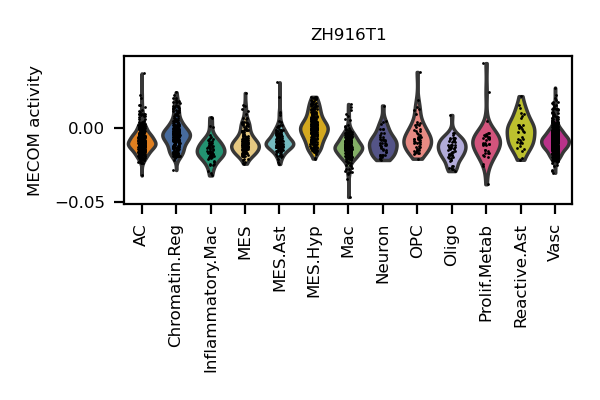 ZH916T1
MECOM activity
0.00
−0.05
AC
Chromatin.Reg
Inflammatory.Mac
MES
MES.Ast
MES.Hyp
Mac
Neuron
OPC
Oligo
Prolif.Metab
Reactive.Ast
Vasc